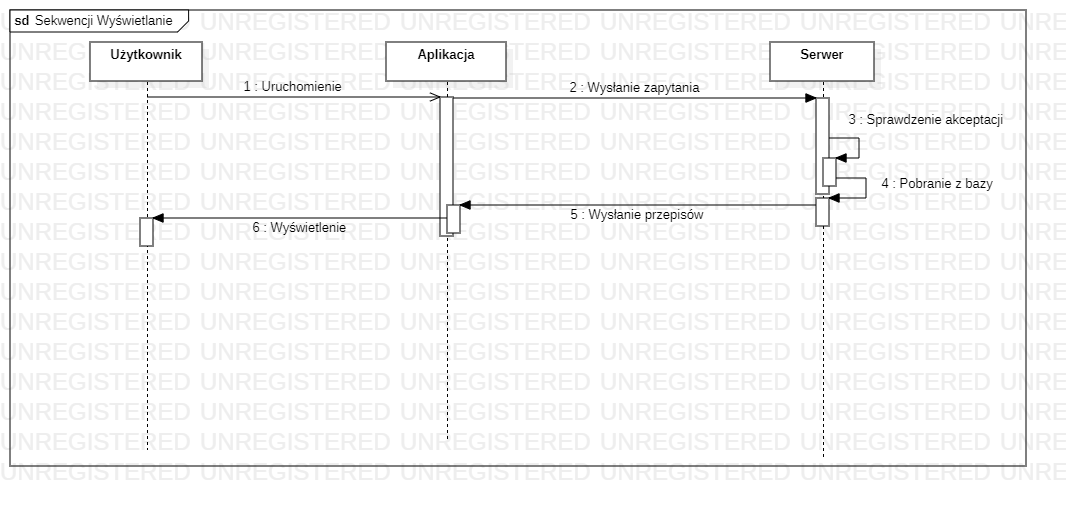 sd Sekwencji Wyświetlanie
Użytkownik
Aplikacja
Serwer
1 : Uruchomienie
2 : Wysłanie zapytania
3 : Sprawdzenie akceptacji
4 : Pobranie z bazy
5 : Wysłanie przepisów
6 : Wyświetlenie
UNREGISTERED UNREGISTERED UNREGISTERED UNREGISTERED UNREGISTERED UNRE